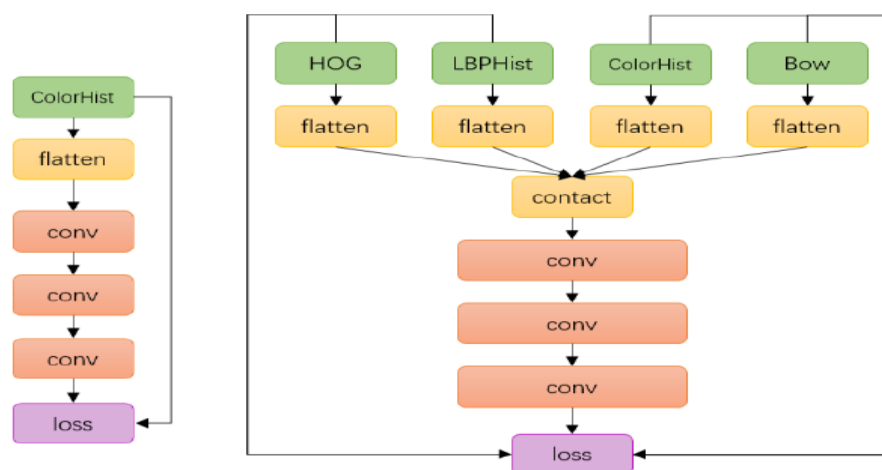 ColorHist
flatten
conv
conv
conv
loss
HOG
LBPHist
ColorHist
Bow
flatten
flatten
flatten
flatten
contact
conv
conv
conv
loss